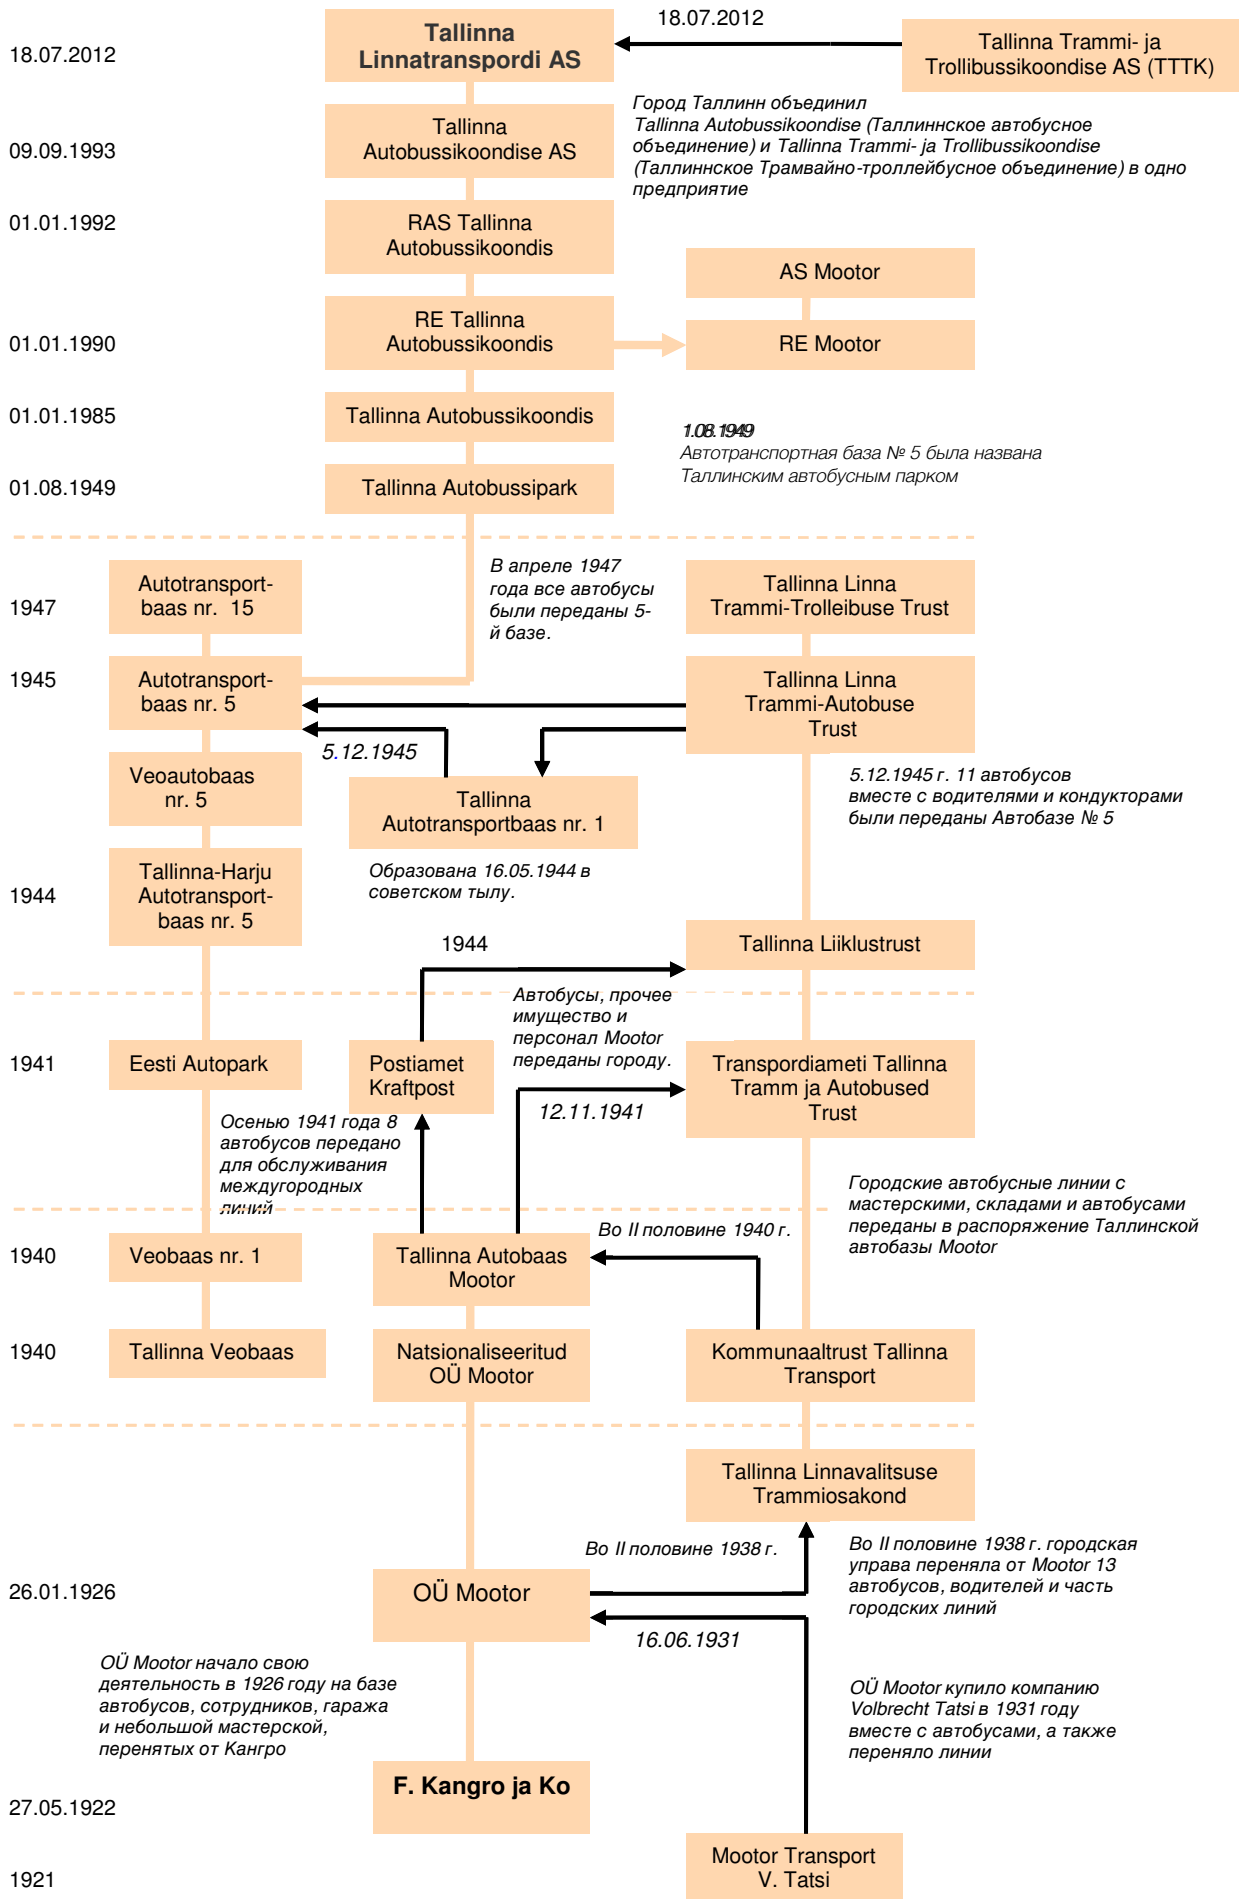 18.07.2012
18.07.2012
Tallinna
Linnatranspordi AS
Tallinna Trammi- ja
Trollibussikoondise AS (TTTK)
Город Таллинн объединил
Tallinna Autobussikoondise (Таллиннское автобусное
объединение) и Tallinna Trammi- ja Trollibussikoondise
(Таллиннское Трамвайно-троллейбусное объединение) в одно
предприятие
09.09.1993
Tallinna
Autobussikoondise AS
01.01.1992
RAS Tallinna
Autobussikoondis
AS Mootor
01.01.1990
RE Tallinna
Autobussikoondis
RE Mootor
01.01.1985
Tallinna Autobussikoondis
1.08.1949
Автотранспортная база № 5 была названа
Таллинским автобусным парком
01.08.1949
Tallinna Autobussipark
1947
Autotransport-
baas nr. 15
В апреле 1947
года все автобусы
были переданы 5-
й базе.
Tallinna Linna
Trammi-Trolleibuse Trust
1945
Autotransport-
baas nr. 5
Tallinna Linna
Trammi-Autobuse
Trust
5.12.1945
Veoautobaas
nr. 5
Tallinna
Autotransportbaas nr. 1
5.12.1945 г. 11 автобусов
вместе с водителями и кондукторами
были переданы Автобазе № 5
Образована 16.05.1944 в
советском тылу.
1944
Tallinna-Harju
Autotransport-
baas nr. 5
1944
Tallinna Liiklustrust
Автобусы, прочее
имущество и
персонал Mootor
переданы городу.
1941
Eesti Autopark
Postiamet
Kraftpost
Transpordiameti Tallinna
Tramm ja Autobused
Trust
12.11.1941
Осенью 1941 года 8
автобусов передано
для обслуживания
междугородных
линий
Городские автобусные линии с
мастерскими, складами и автобусами
переданы в распоряжение Таллинской
автобазы Mootor
Во II половине 1940 г.
1940
Veobaas nr. 1
Tallinna Autobaas
Mootor
1940
Tallinna Veobaas
Natsionaliseeritud
OÜ Mootor
Kommunaaltrust Tallinna
Transport
Tallinna Linnavalitsuse
Trammiosakond
Во II половине 1938 г.
Во II половине 1938 г. городская
управа переняла от Mootor 13
автобусов, водителей и часть
городских линий
26.01.1926
OÜ Mootor
16.06.1931
OÜ Mootor начало свою
деятельность в 1926 году на базе
автобусов, сотрудников, гаража
и небольшой мастерской,
перенятых от Кангро
OÜ Mootor купило компанию
Volbrecht Tatsi в 1931 году
вместе с автобусами, а также
переняло линии
27.05.1922
F. Kangro ja Ko
1921
Mootor Transport
V. Tatsi